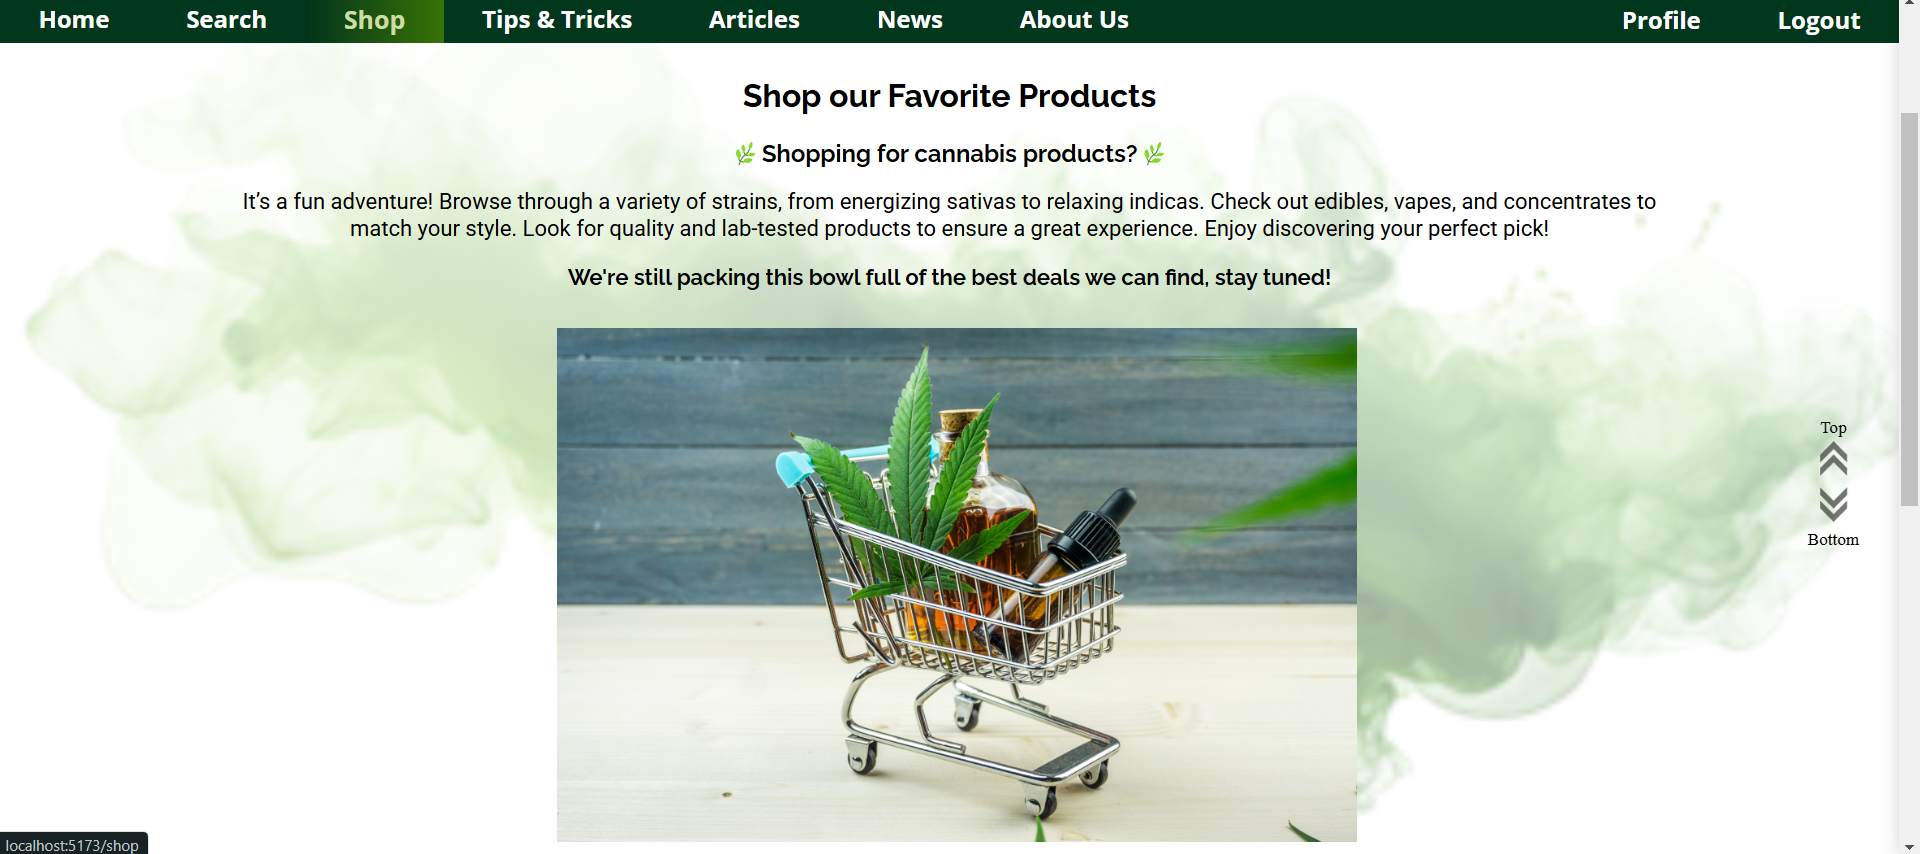 Home Search Shop Tips & Tricks Articles News About Us Profile Logout
Shop our Favorite Products
🌿 Shopping for cannabis products? 🌿
It’s a fun adventure! Browse through a variety of strains, from energizing sativas to relaxing indicas. Check out edibles, vapes, and concentrates to
match your style. Look for quality and lab-tested products to ensure a great experience. Enjoy discovering your perfect pick!
We're still packing this bowl full of the best deals we can find, stay tuned!
Top
Bottom
localhost:5173/shop